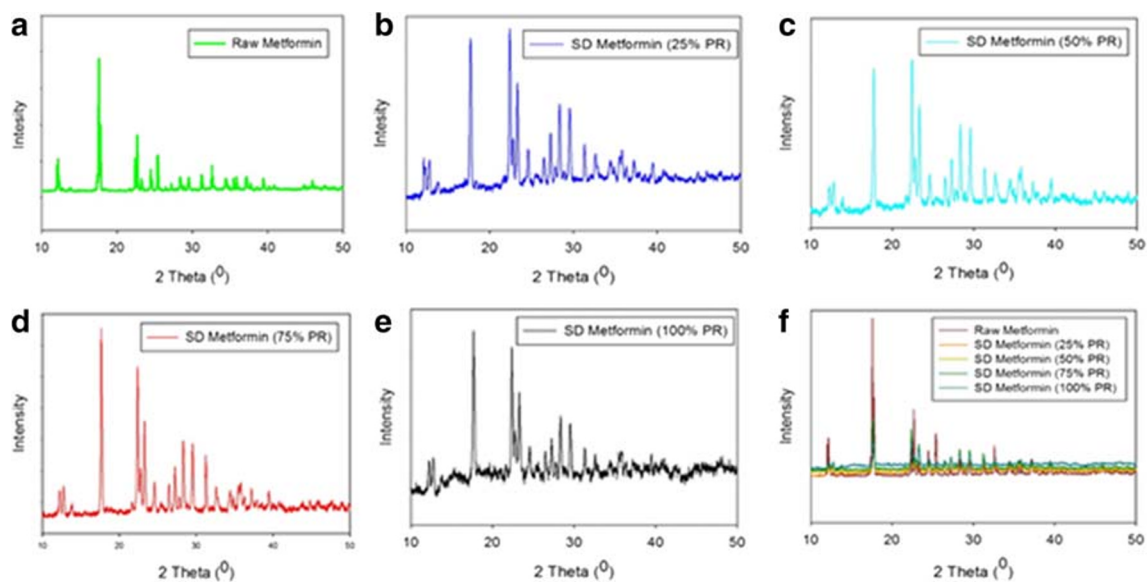 a
Raw Metformin
Intesity
10 20 30 40 50
2 Theta (⁰)
b
SD Metformin (25% PR)
Intesity
10 20 30 40 50
2 Theta (⁰)
c
SD Metformin (50% PR)
Intensity
10 20 30 40 50
2 Theta (⁰)
d
SD Metformin (75% PR)
Intensity
10 20 30 40 50
2 Theta (⁰)
e
SD Metformin (100% PR)
Intensity
10 20 30 40 50
2 Theta (⁰)
f
Raw Metformin
SD Metformin (25% PR)
SD Metformin (50% PR)
SD Metformin (75% PR)
SD Metformin (100% PR)
Intensity
10 20 30 40 50
2 Theta (⁰)